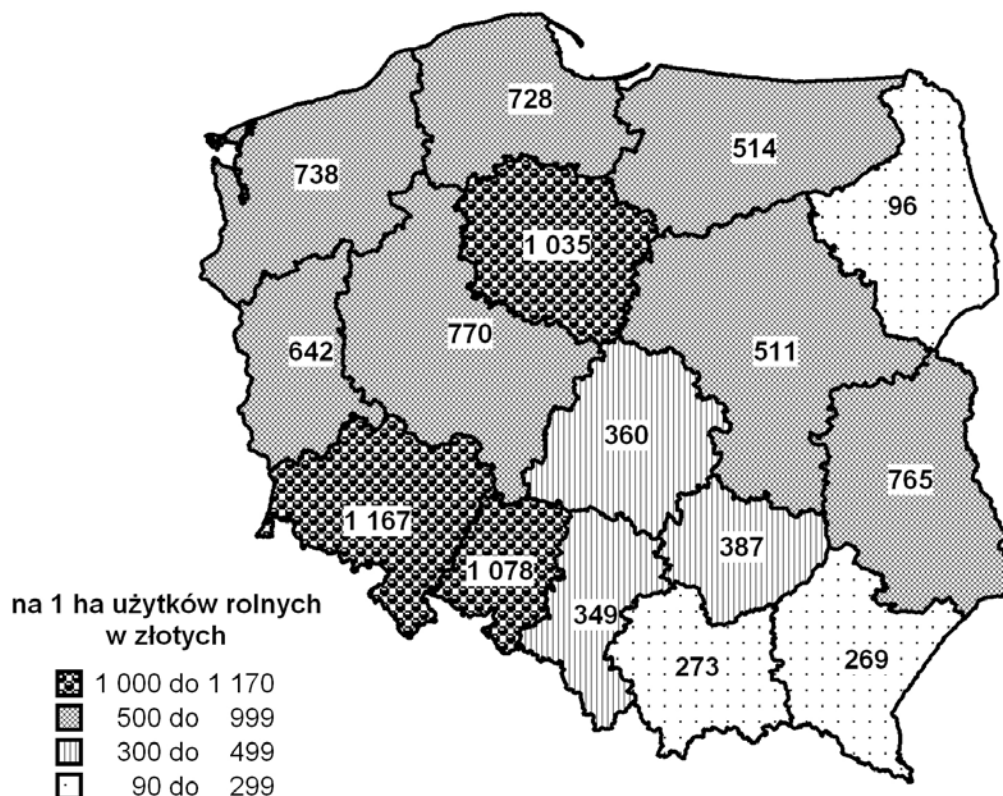 728
514
738
96
1 035
770
511
642
360
765
1 167
387
1 078
349
273
269
na 1 ha użytków rolnych
w złotych
1 000 do 1 170
500 do 999
300 do 499
90 do 299